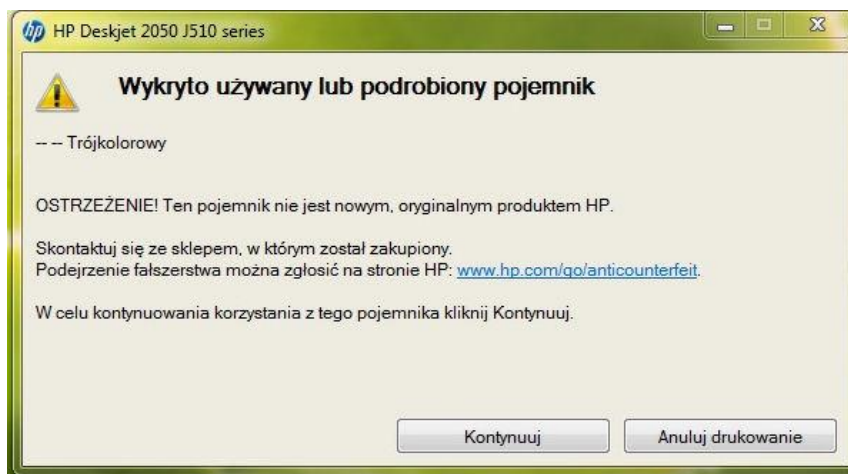 hp HP Deskjet 2050 J510 series
Wykryto używany lub podrobiony pojemnik
-- -- Trójkolorowy
OSTRZEŻENIE! Ten pojemnik nie jest nowym, oryginalnym produktem HP.
Skontaktuj się ze sklepem, w którym został zakupiony.
Podejrzenie fałszerstwa można zgłosić na stronie HP: www.hp.com/go/anticounterfeit.
W celu kontynuowania korzystania z tego pojemnika kliknij Kontynuuj.
Kontynuuj Anuluj drukowanie